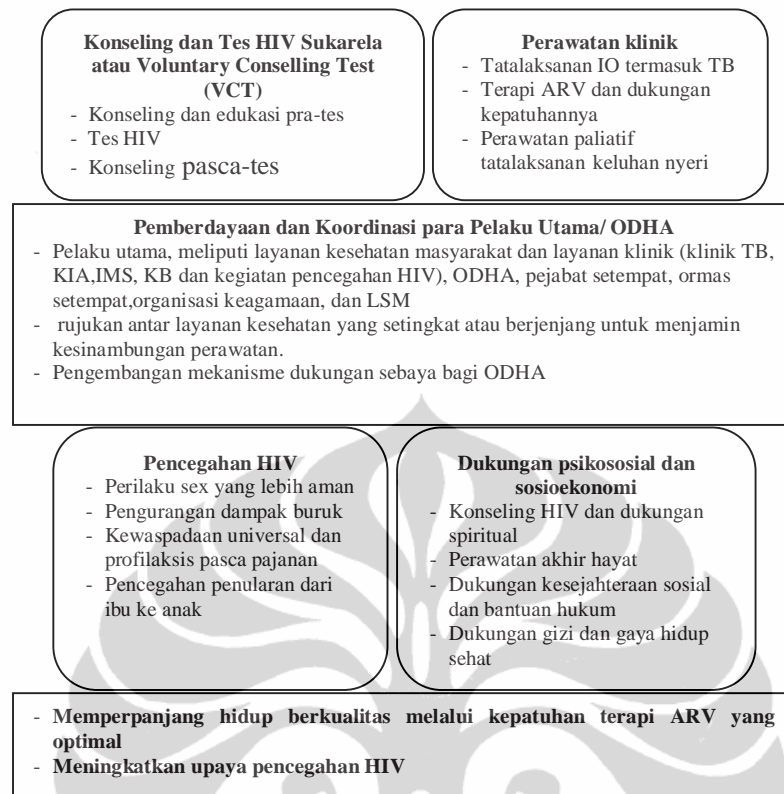 Konseling dan Tes HIV Sukarela
atau Voluntary Conselling Test
(VCT)
- Konseling dan edukasi pra-tes
- Tes HIV
- Konseling pasca-tes
Perawatan klinik
- Tatalaksanan IO termasuk TB
- Terapi ARV dan dukungan
kepatuhannya
- Perawatan paliatif
tatalaksanan keluhan nyeri
Pemberdayaan dan Koordinasi para Pelaku Utama/ ODHA
- Pelaku utama, meliputi layanan kesehatan masyarakat dan layanan klinik (klinik TB,
KIA,IMS, KB dan kegiatan pencegahan HIV), ODHA, pejabat setempat, ormas
setempat,organisasi keagamaan, dan LSM
- rujukan antar layanan kesehatan yang setingkat atau berjenjang untuk menjamin
kesinambungan perawatan.
- Pengembangan mekanisme dukungan sebaya bagi ODHA
Pencegahan HIV
- Perilaku sex yang lebih aman
- Pengurangan dampak buruk
- Kewaspadaan universal dan
profilaksis pasca pajanan
- Pencegahan penularan dari
ibu ke anak
Dukungan psikososial dan
sosioekonomi
- Konseling HIV dan dukungan
spiritual
- Perawatan akhir hayat
- Dukungan kesejahteraan sosial
dan bantuan hukum
- Dukungan gizi dan gaya hidup
sehat
- Memperpanjang hidup berkualitas melalui kepatuhan terapi ARV yang
optimal
- Meningkatkan upaya pencegahan HIV